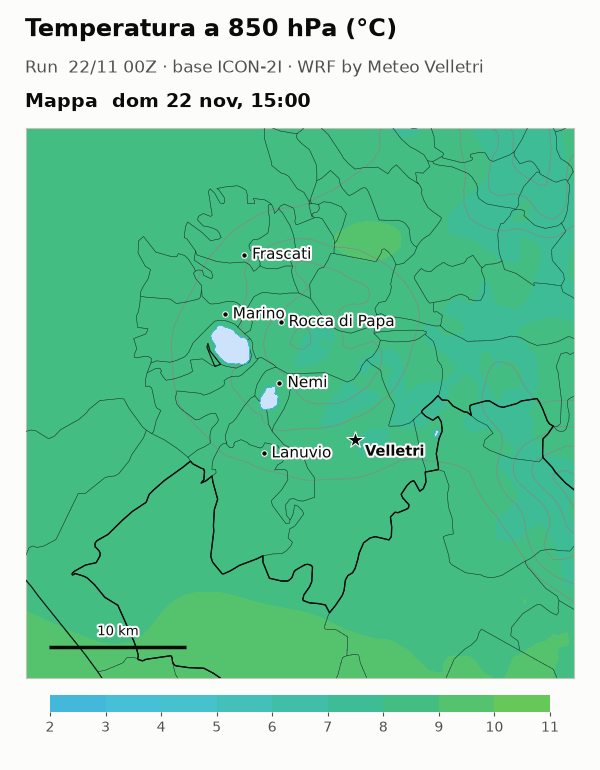 Temperatura a 850 hPa (°C)
Run  22/11 00Z · base ICON-2I · WRF by Meteo Velletri
Mappa  dom 22 nov, 15:00
Frascati
Marino
Rocca di Papa
Nemi
Velletri
Lanuvio
10 km
2 3 4 5 6 7 8 9 10 11